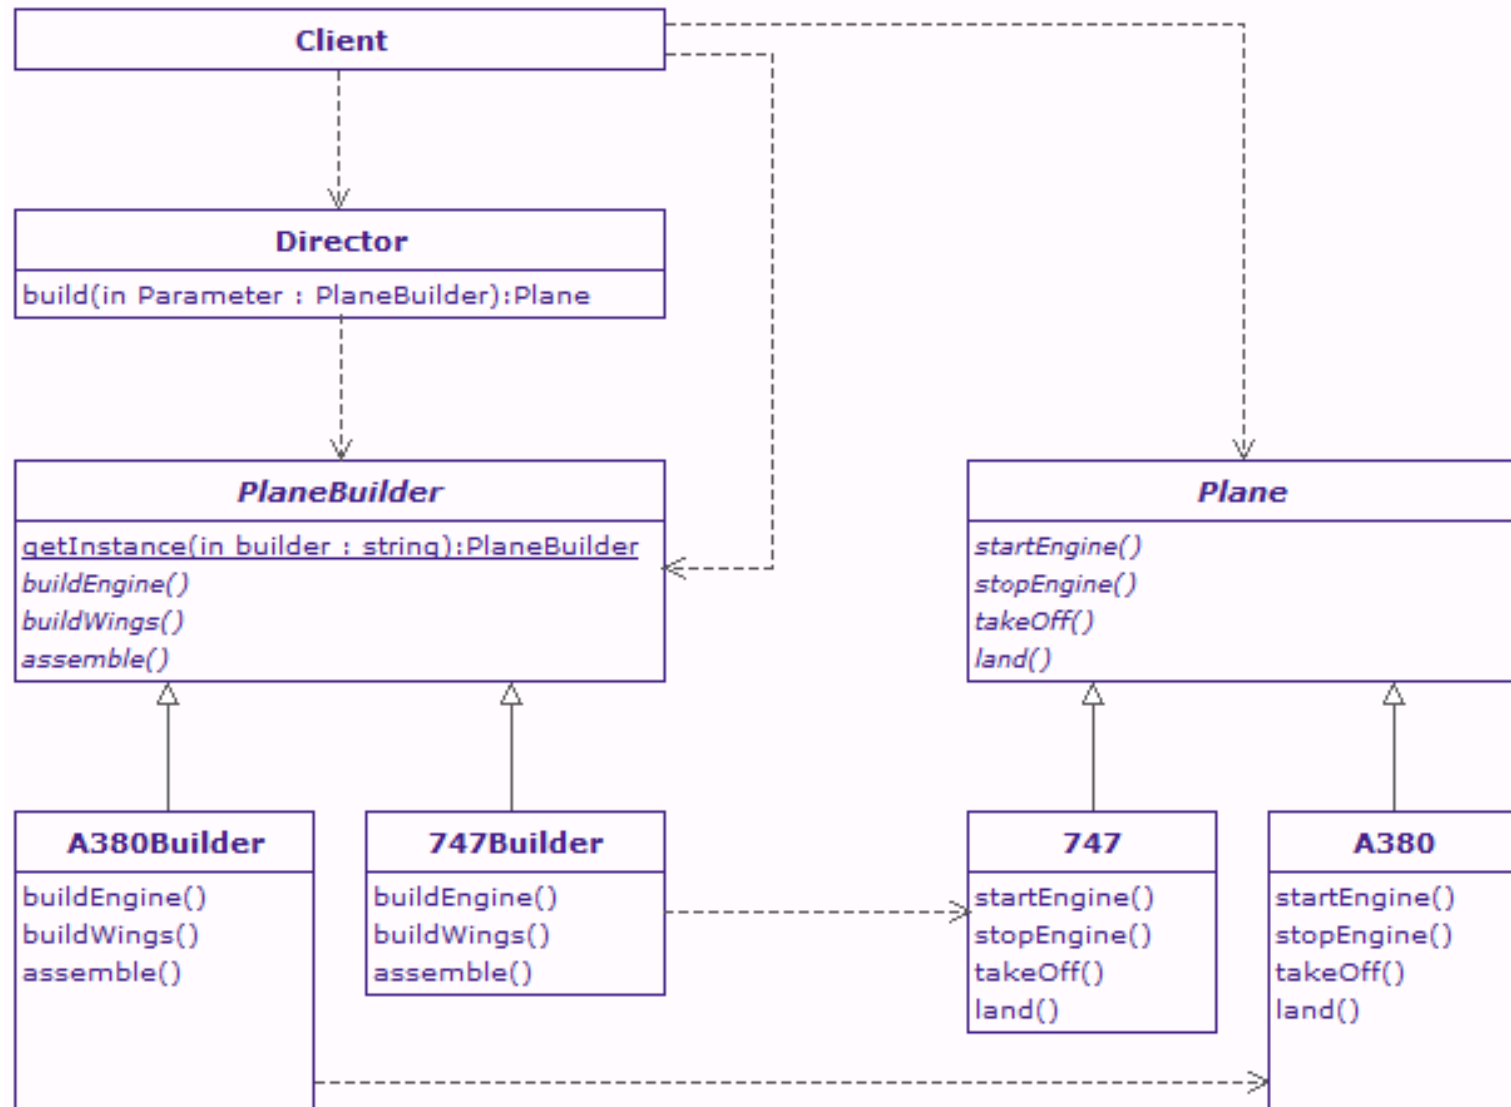 Client
Director
build(in Parameter : PlaneBuilder):Plane
PlaneBuilder
getInstance(in builder : string):PlaneBuilder
buildEngine()
buildWings()
assemble()
Plane
startEngine()
stopEngine()
takeOff()
land()
A380Builder
buildEngine()
buildWings()
assemble()
747Builder
buildEngine()
buildWings()
assemble()
747
startEngine()
stopEngine()
takeOff()
land()
A380
startEngine()
stopEngine()
takeOff()
land()